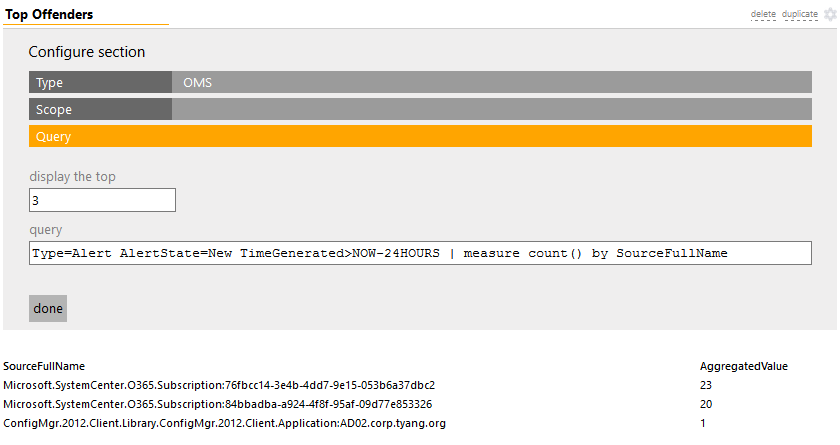 Top Offenders delete duplicate
Configure section
Type OMS
Scope
Query
display the top
3
query
Type=Alert AlertState=New TimeGenerated>NOW-24HOURS | measure count() by SourceFullName
done
SourceFullName AggregatedValue
Microsoft.SystemCenter.O365.Subscription:76fbcc14-3e4b-4dd7-9e15-053b6a37dbc2 23
Microsoft.SystemCenter.O365.Subscription:84bbadba-a924-4f8f-95af-09d77e853326 20
ConfigMgr.2012.Client.Library.ConfigMgr.2012.Client.Application:AD02.corp.tyang.org 1